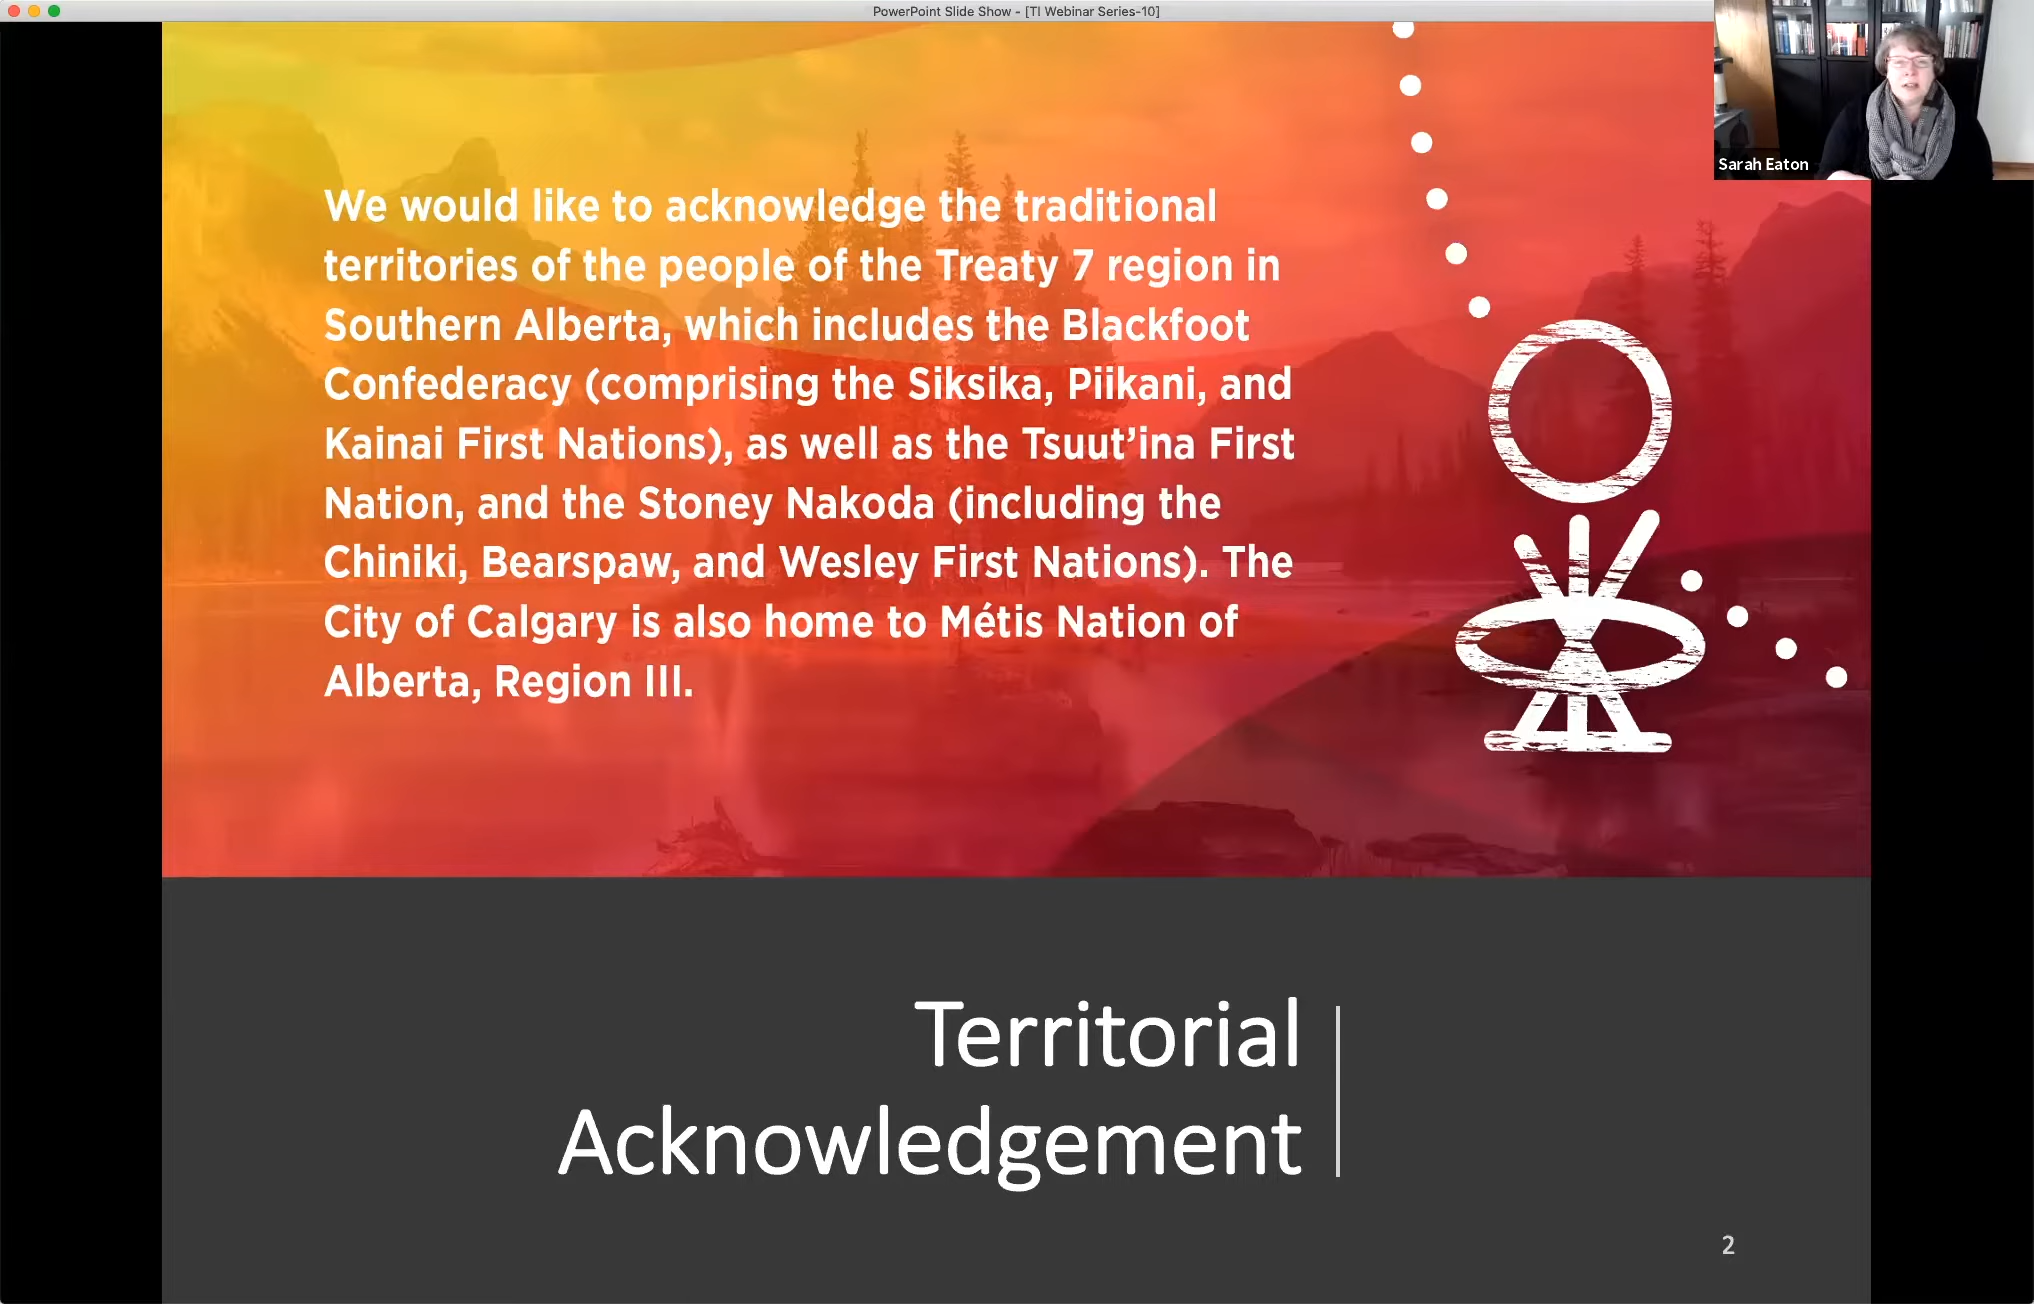 PowerPoint Slide Show - [TI Webinar Series-10]
Sarah Eaton
We would like to acknowledge the traditional
territories of the people of the Treaty 7 region in
Southern Alberta, which includes the Blackfoot
Confederacy (comprising the Siksika, Piikani, and
Kainai First Nations), as well as the Tsuut’ina First
Nation, and the Stoney Nakoda (including the
Chiniki, Bearspaw, and Wesley First Nations). The
City of Calgary is also home to Métis Nation of
Alberta, Region III.
Territorial
Acknowledgement
2